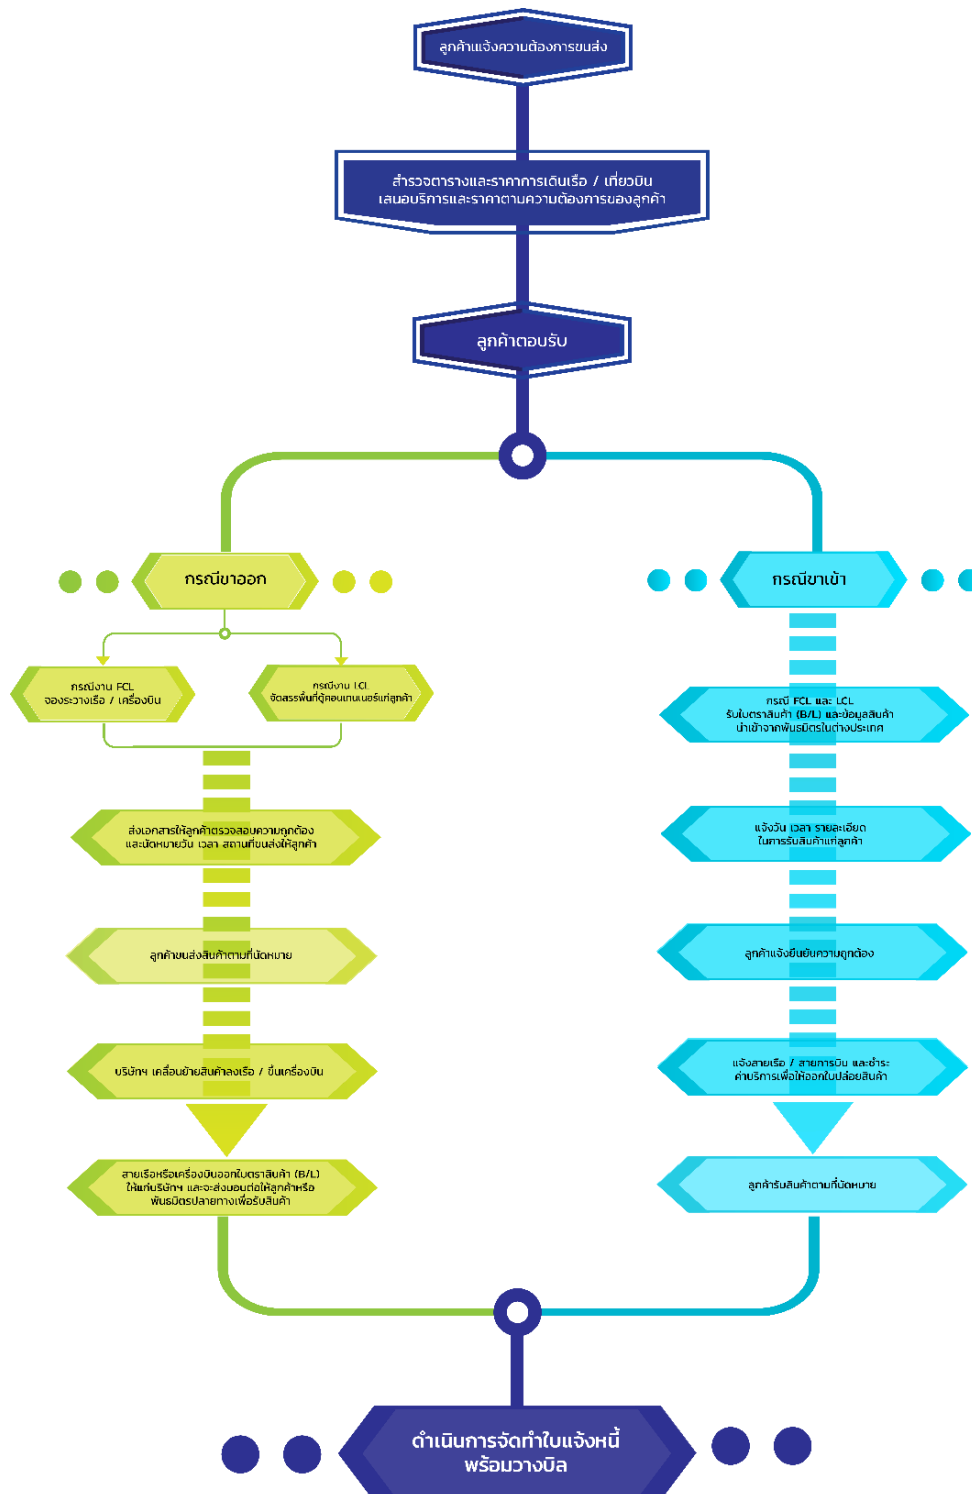 ลูกค้าแจ้งความต้องการขนส่ง
สำรวจตารางและราคาการเดินเรือ / เที่ยวบิน
เสนอบริการและราคาตามความต้องการของลูกค้า
ลูกค้าตอบรับ
กรณีขาออก
กรณีงาน FCL
จองระวางเรือ / เครื่องบิน
กรณีงาน LCL
จัดสรรพื้นที่ตู้คอนเทนเนอร์แก่ลูกค้า
ส่งเอกสารให้ลูกค้าตรวจสอบความถูกต้อง
และนัดหมายวัน เวลา สถานที่ขนส่งให้ลูกค้า
ลูกค้าขนส่งสินค้าตามที่นัดหมาย
บริษัทฯ เคลื่อนย้ายสินค้าลงเรือ / ขึ้นเครื่องบิน
สายเรือหรือเครื่องบินออกใบตราสินค้า (B/L)
ให้แก่บริษัทฯ และจะส่งมอบต่อให้ลูกค้าหรือ
พันธมิตรปลายทางเพื่อรับสินค้า
กรณีขาเข้า
กรณี FCL และ LCL
รับใบตราสินค้า (B/L) และข้อมูลสินค้า
นำเข้าจากพันธมิตรในต่างประเทศ
แจ้งวัน เวลา รายละเอียด
ในการรับสินค้าแก่ลูกค้า
ลูกค้าแจ้งยืนยันความถูกต้อง
แจ้งสายเรือ / สายการบิน และชำระ
ค่าบริการเพื่อให้ออกใบปล่อยสินค้า
ลูกค้ารับสินค้าตามที่นัดหมาย
ดำเนินการจัดทำใบแจ้งหนี้
พร้อมวางบิล